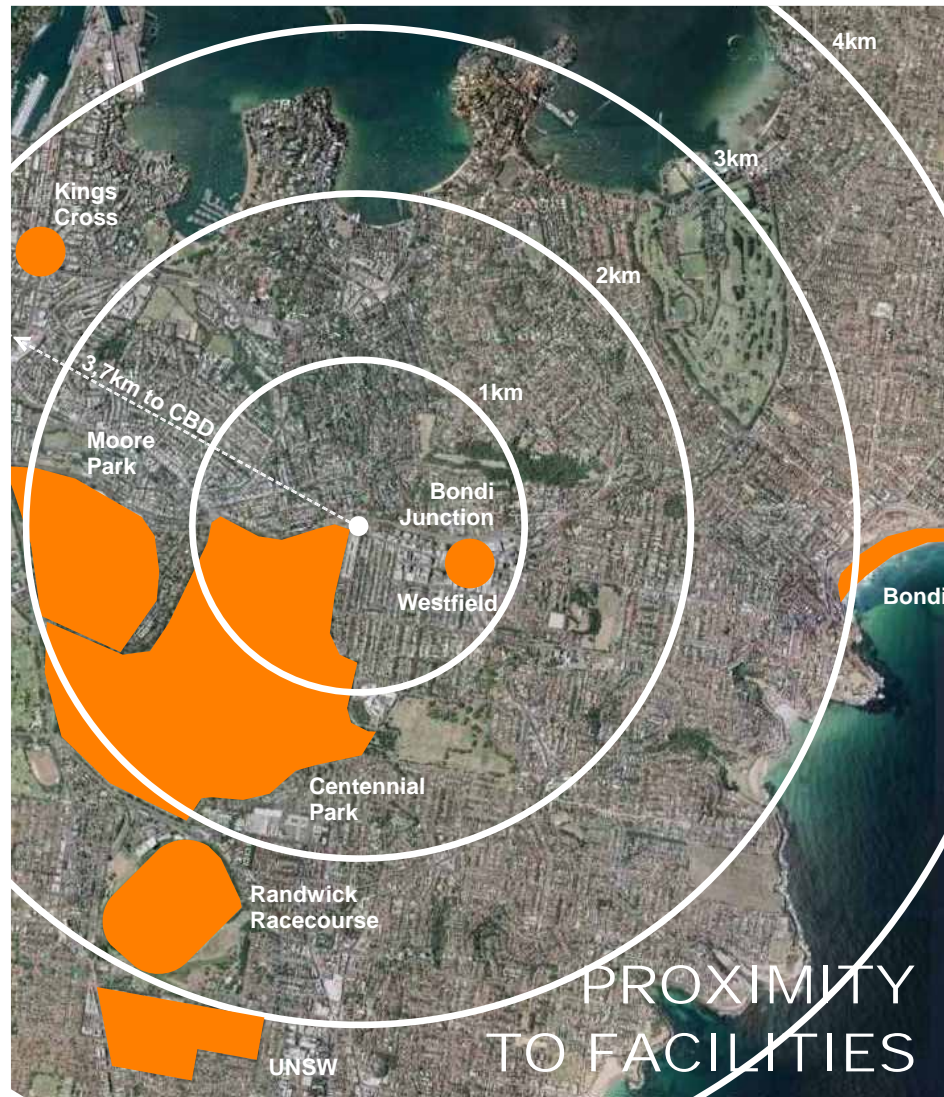 4km
3km
Kings
Cross
2km
3.7km to CBD
1km
Moore
Park
Bondi
Junction
Westfield
Bondi
Centennial
Park
Randwick
Racecourse
PROXIMITY
TO FACILITIES
UNSW